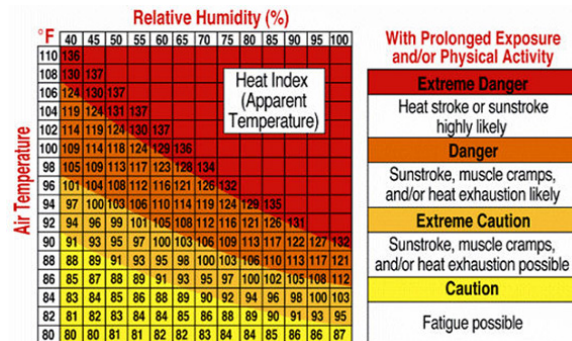 Relative Humidity (%)
°F 40 45 50 55 60 65 70 75 80 85 90 95 100
110 136
108 130 137
106 124 130 137
104 119 124 131 137
102 114 119 124 130 137
100 109 114 118 124 129 136
98 105 109 113 117 123 128 134
96 101 104 108 112 116 121 126 132
94 97 100 103 106 110 114 119 124 129 135
92 94 96 99 101 105 108 112 116 121 126 131
90 91 93 95 97 100 103 106 109 113 117 122 127 132
88 88 89 91 93 95 98 100 103 106 110 113 117 121
86 85 87 88 89 91 93 95 97 100 102 105 108 112
84 83 84 85 86 88 89 90 92 94 96 98 100 103
82 81 82 83 84 84 85 86 88 89 90 91 93 95
80 80 80 81 81 82 82 83 84 84 85 86 86 87
Air Temperature
Heat Index
(Apparent
Temperature)
With Prolonged Exposure
and/or Physical Activity
Extreme Danger
Heat stroke or sunstroke
highly likely
Danger
Sunstroke, muscle cramps,
and/or heat exhaustion likely
Extreme Caution
Sunstroke, muscle cramps,
and/or heat exhaustion possible
Caution
Fatigue possible